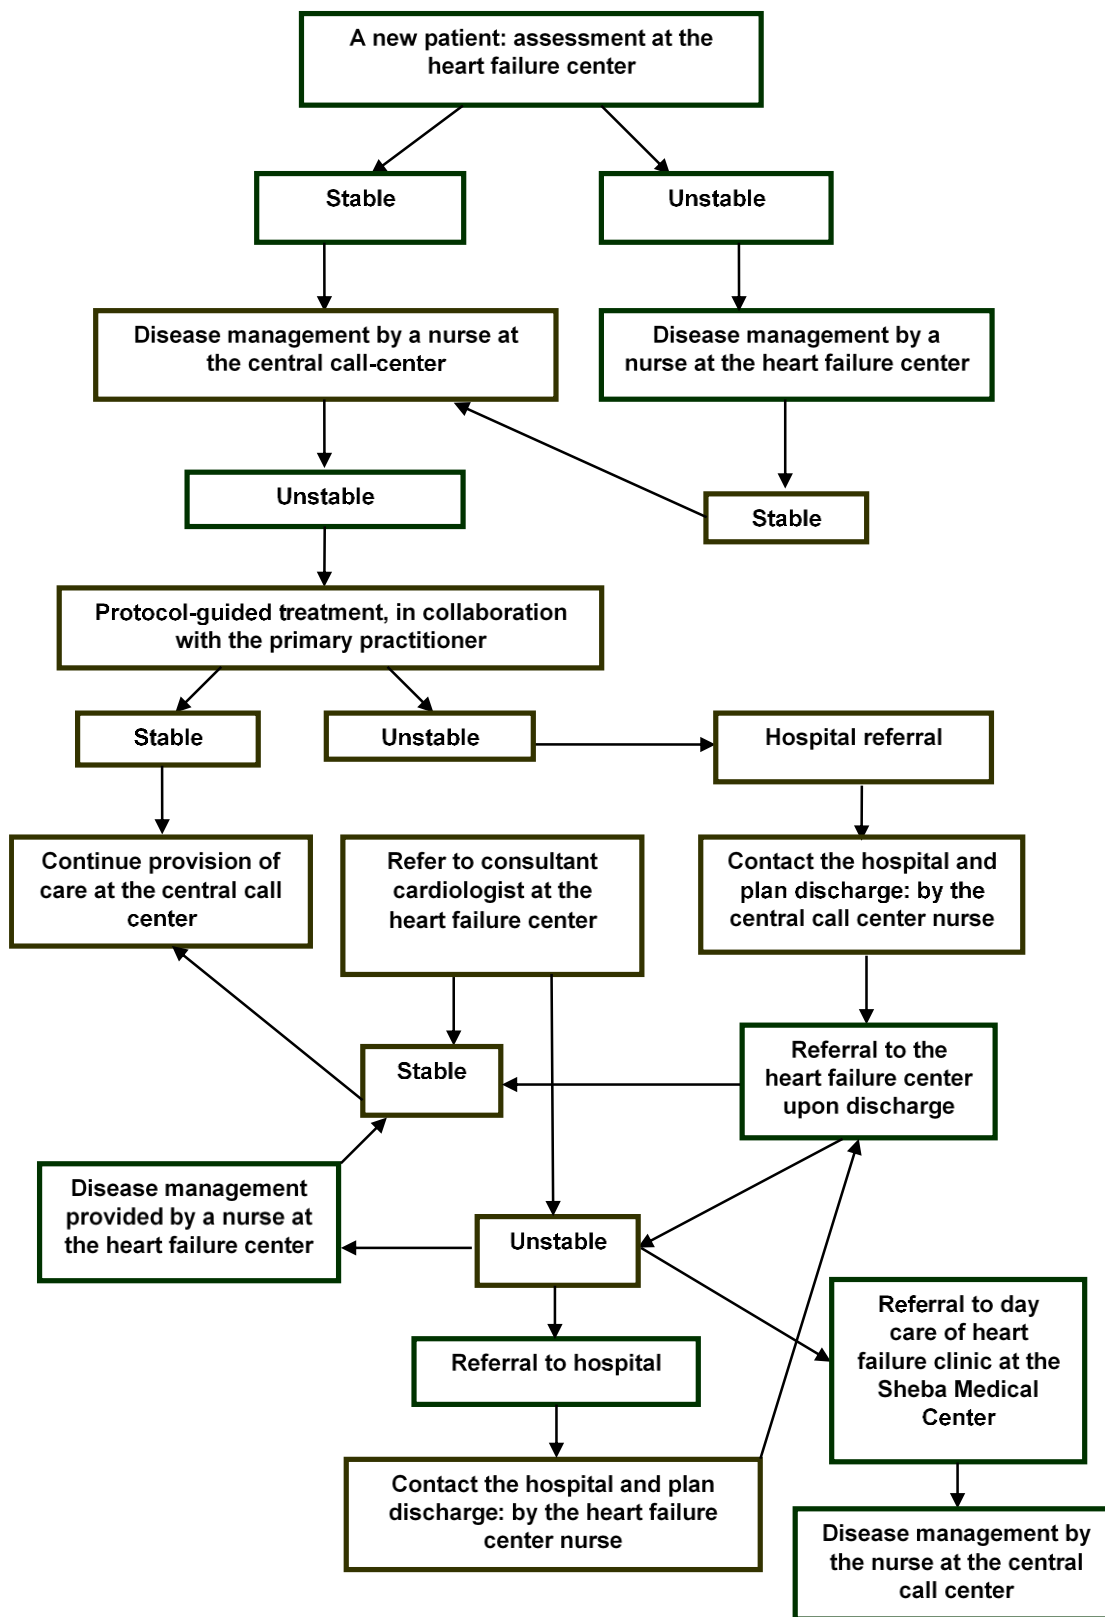 A new patient: assessment at the
heart failure center
Stable
Unstable
Disease management by a nurse at
the central call-center
Disease management by a
nurse at the heart failure center
Unstable
Stable
Protocol-guided treatment, in collaboration
with the primary practitioner
Stable
Unstable
Hospital referral
Continue provision of
care at the central call
center
Refer to consultant
cardiologist at the
heart failure center
Contact the hospital and
plan discharge: by the
central call center nurse
Stable
Referral to the
heart failure center
upon discharge
Disease management
provided by a nurse at
the heart failure center
Unstable
Referral to day
care of heart
failure clinic at the
Sheba Medical
Center
Referral to hospital
Contact the hospital and plan
discharge: by the heart failure
center nurse
Disease management by
the nurse at the central
call center